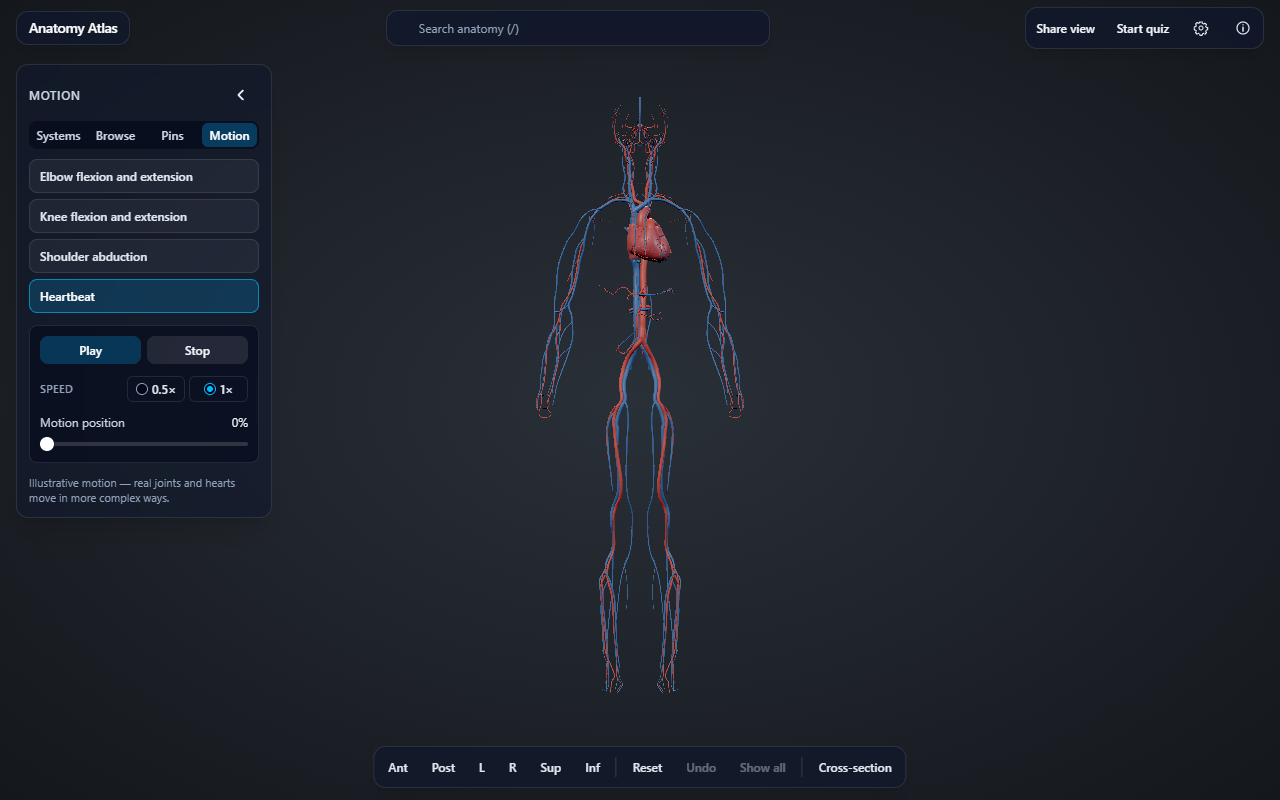 Anatomy Atlas
Search anatomy (/)
Share view
Start quiz
MOTION
Systems
Browse
Pins
Motion
Elbow flexion and extension
Knee flexion and extension
Shoulder abduction
Heartbeat
Play
Stop
SPEED
0.5×
1×
Motion position
0%
Illustrative motion — real joints and hearts
move in more complex ways.
Ant
Post
L
R
Sup
Inf
Reset
Undo
Show all
Cross-section